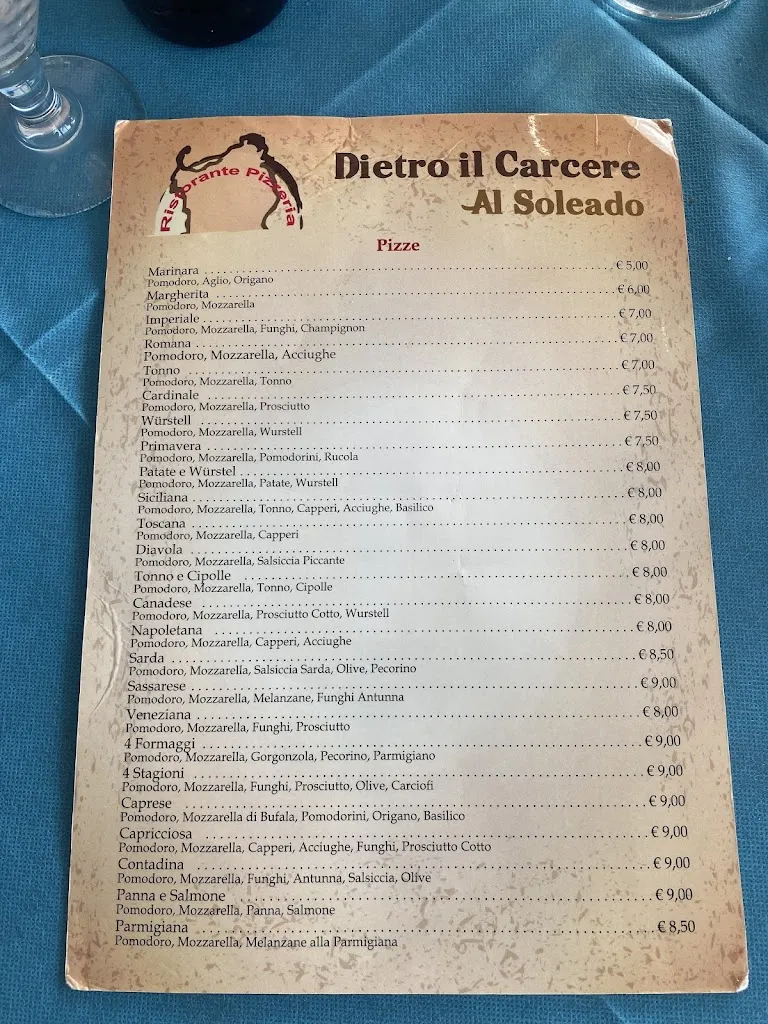 Ristorante Pizzeria
Dietro il Carcere
Al Soleado
Pizze
Marinara € 5,00
Pomodoro, Aglio, Origano
Margherita € 6,00
Pomodoro, Mozzarella
Imperiale € 7,00
Pomodoro, Mozzarella, Funghi, Champignon
Romana € 7,00
Pomodoro, Mozzarella, Acciughe
Tonno € 7,00
Pomodoro, Mozzarella, Tonno
Cardinale € 7,50
Pomodoro, Mozzarella, Prosciutto
Würstell € 7,50
Pomodoro, Mozzarella, Wurstell
Primavera € 7,50
Pomodoro, Mozzarella, Pomodorini, Rucola
Patate e Würstel € 8,00
Pomodoro, Mozzarella, Patate, Wurstell
Siciliana € 8,00
Pomodoro, Mozzarella, Tonno, Capperi, Acciughe, Basilico
Toscana € 8,00
Pomodoro, Mozzarella, Capperi
Diavola € 8,00
Pomodoro, Mozzarella, Salsiccia Piccante
Tonno e Cipolle € 8,00
Pomodoro, Mozzarella, Tonno, Cipolle
Canadese € 8,00
Pomodoro, Mozzarella, Prosciutto Cotto, Wurstell
Napoletana € 8,00
Pomodoro, Mozzarella, Capperi, Acciughe
Sarda € 8,50
Pomodoro, Mozzarella, Salsiccia Sarda, Olive, Pecorino
Sassarese € 9,00
Pomodoro, Mozzarella, Melanzane, Funghi Antunna
Veneziana € 8,00
Pomodoro, Mozzarella, Funghi, Prosciutto
4 Formaggi € 9,00
Pomodoro, Mozzarella, Gorgonzola, Pecorino, Parmigiano
4 Stagioni € 9,00
Pomodoro, Mozzarella, Funghi, Prosciutto, Olive, Carciofi
Caprese € 9,00
Pomodoro, Mozzarella di Bufala, Pomodorini, Origano, Basilico
Capricciosa € 9,00
Pomodoro, Mozzarella, Capperi, Acciughe, Funghi, Prosciutto Cotto
Contadina € 9,00
Pomodoro, Mozzarella, Funghi, Antunna, Salsiccia, Olive
Panna e Salmone € 9,00
Pomodoro, Mozzarella, Panna, Salmone
Parmigiana € 8,50
Pomodoro, Mozzarella, Melanzane alla Parmigiana